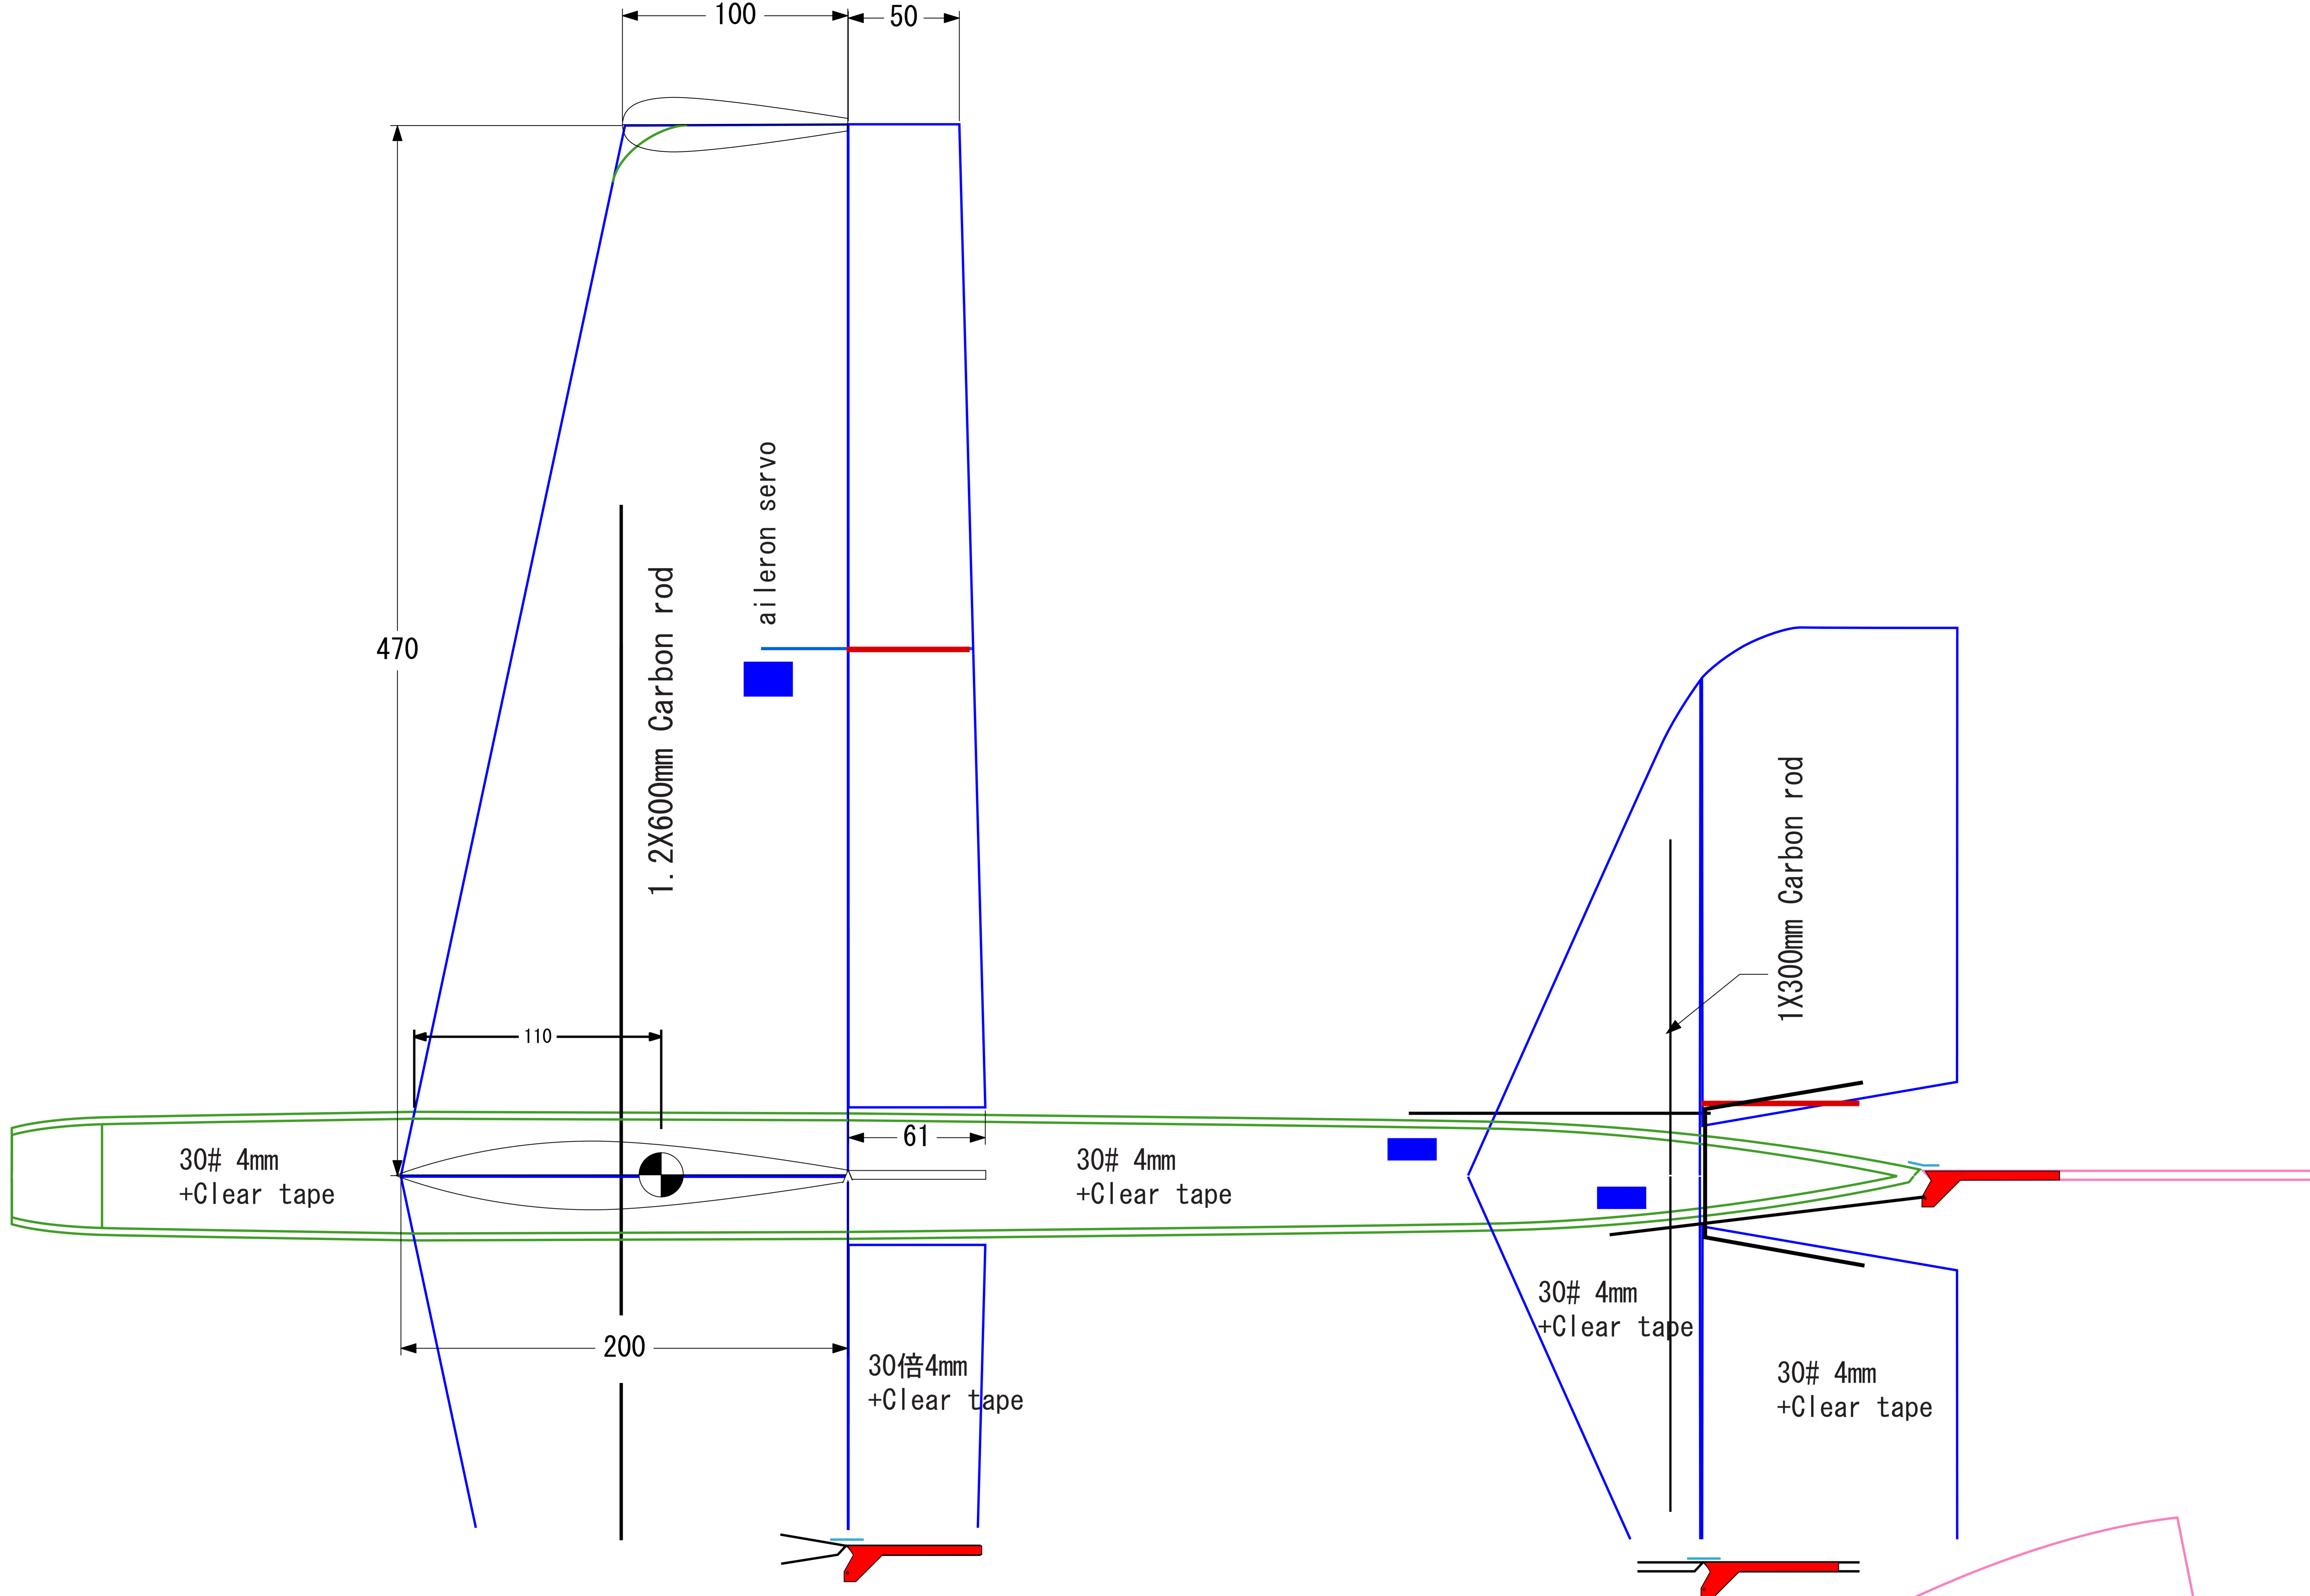 100
50
aileron servo
1.2X600mm Carbon rod
470
1X300mm Carbon rod
110
61
30# 4mm
+Clear tape
30# 4mm
+Clear tape
30# 4mm
+Clear tape
200
30倍4mm
+Clear tape
30# 4mm
+Clear tape